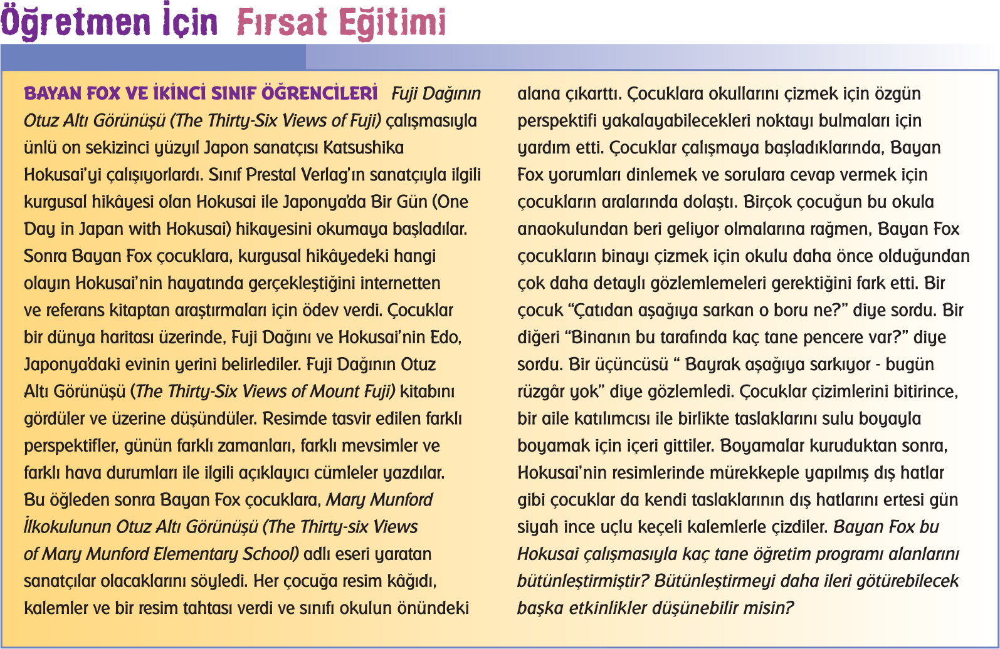 Öğretmen İçin Fırsat Eğitimi
BAYAN FOX VE İKİNCİ SINIF ÖĞRENCİLERİ Fuji Dağının
Otuz Altı Görünüşü (The Thirty-Six Views of Fuji) çalışmasıyla
ünlü on sekizinci yüzyıl Japon sanatçısı Katsushika
Hokusai’yi çalışıyorlardı. Sınıf Prestal Verlag’ın sanatçıyla ilgili
kurgusal hikâyesi olan Hokusai ile Japonya’da Bir Gün (One
Day in Japan with Hokusai) hikayesini okumaya başladılar.
Sonra Bayan Fox çocuklara, kurgusal hikâyedeki hangi
olayın Hokusai’nin hayatında gerçekleştiğini internetten
ve referans kitaptan araştırmaları için ödev verdi. Çocuklar
bir dünya haritası üzerinde, Fuji Dağını ve Hokusai’nin Edo,
Japonya’daki evinin yerini belirlediler. Fuji Dağının Otuz
Altı Görünüşü (The Thirty-Six Views of Mount Fuji) kitabını
gördüler ve üzerine düşündüler. Resimde tasvir edilen farklı
perspektifler, günün farklı zamanları, farklı mevsimler ve
farklı hava durumları ile ilgili açıklayıcı cümleler yazdılar.
Bu öğleden sonra Bayan Fox çocuklara, Mary Munford
İlkokulunun Otuz Altı Görünüşü (The Thirty-six Views
of Mary Munford Elementary School) adlı eseri yaratan
sanatçılar olacaklarını söyledi. Her çocuğa resim kâğıdı,
kalemler ve bir resim tahtası verdi ve sınıfı okulun önündeki
alana çıkarttı. Çocuklara okullarını çizmek için özgün
perspektifi yakalayabilecekleri noktayı bulmaları için
yardım etti. Çocuklar çalışmaya başladıklarında, Bayan
Fox yorumları dinlemek ve sorulara cevap vermek için
çocukların aralarında dolaştı. Birçok çocuğun bu okula
anaokulundan beri geliyor olmalarına rağmen, Bayan Fox
çocukların binayı çizmek için okulu daha önce olduğundan
çok daha detaylı gözlemlemeleri gerektiğini fark etti. Bir
çocuk “Çatıdan aşağıya sarkan o boru ne?” diye sordu. Bir
diğeri “Binanın bu tarafında kaç tane pencere var?” diye
sordu. Bir üçüncüsü “ Bayrak aşağıya sarkıyor - bugün
rüzgâr yok” diye gözlemledi. Çocuklar çizimlerini bitirince,
bir aile katılımcısı ile birlikte taslaklarını sulu boyayla
boyamak için içeri gittiler. Boyamalar kuruduktan sonra,
Hokusai’nin resimlerinde mürekkeple yapılmış dış hatlar
gibi çocuklar da kendi taslaklarının dış hatlarını ertesi gün
siyah ince uçlu keçeli kalemlerle çizdiler. Bayan Fox bu
Hokusai çalışmasıyla kaç tane öğretim programı alanlarını
bütünleştirmiştir? Bütünleştirmeyi daha ileri götürebilecek
başka etkinlikler düşünebilir misin?